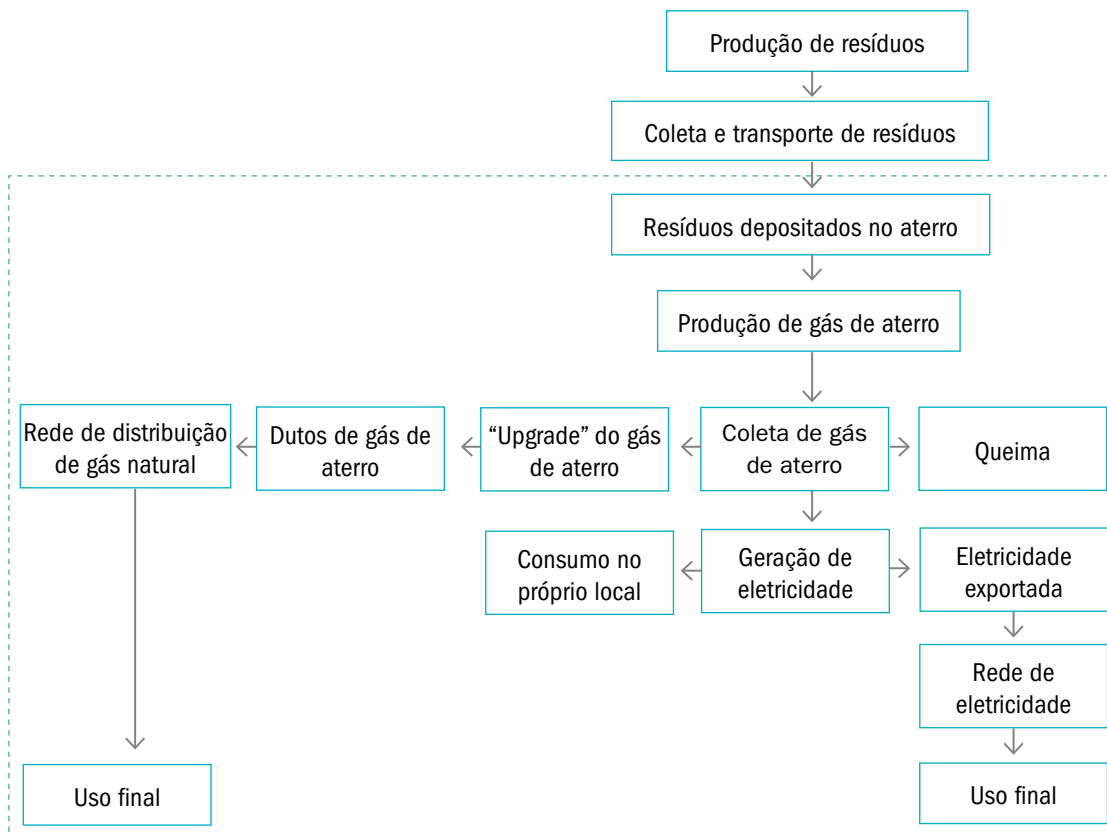 Produção de resíduos
Coleta e transporte de resíduos
Resíduos depositados no aterro
Produção de gás de aterro
Rede de distribuição
de gás natural
Dutos de gás de
aterro
“Upgrade” do gás
de aterro
Coleta de gás
de aterro
Queima
Consumo no
próprio local
Geração de
eletricidade
Eletricidade
exportada
Rede de
eletricidade
Uso final
Uso final